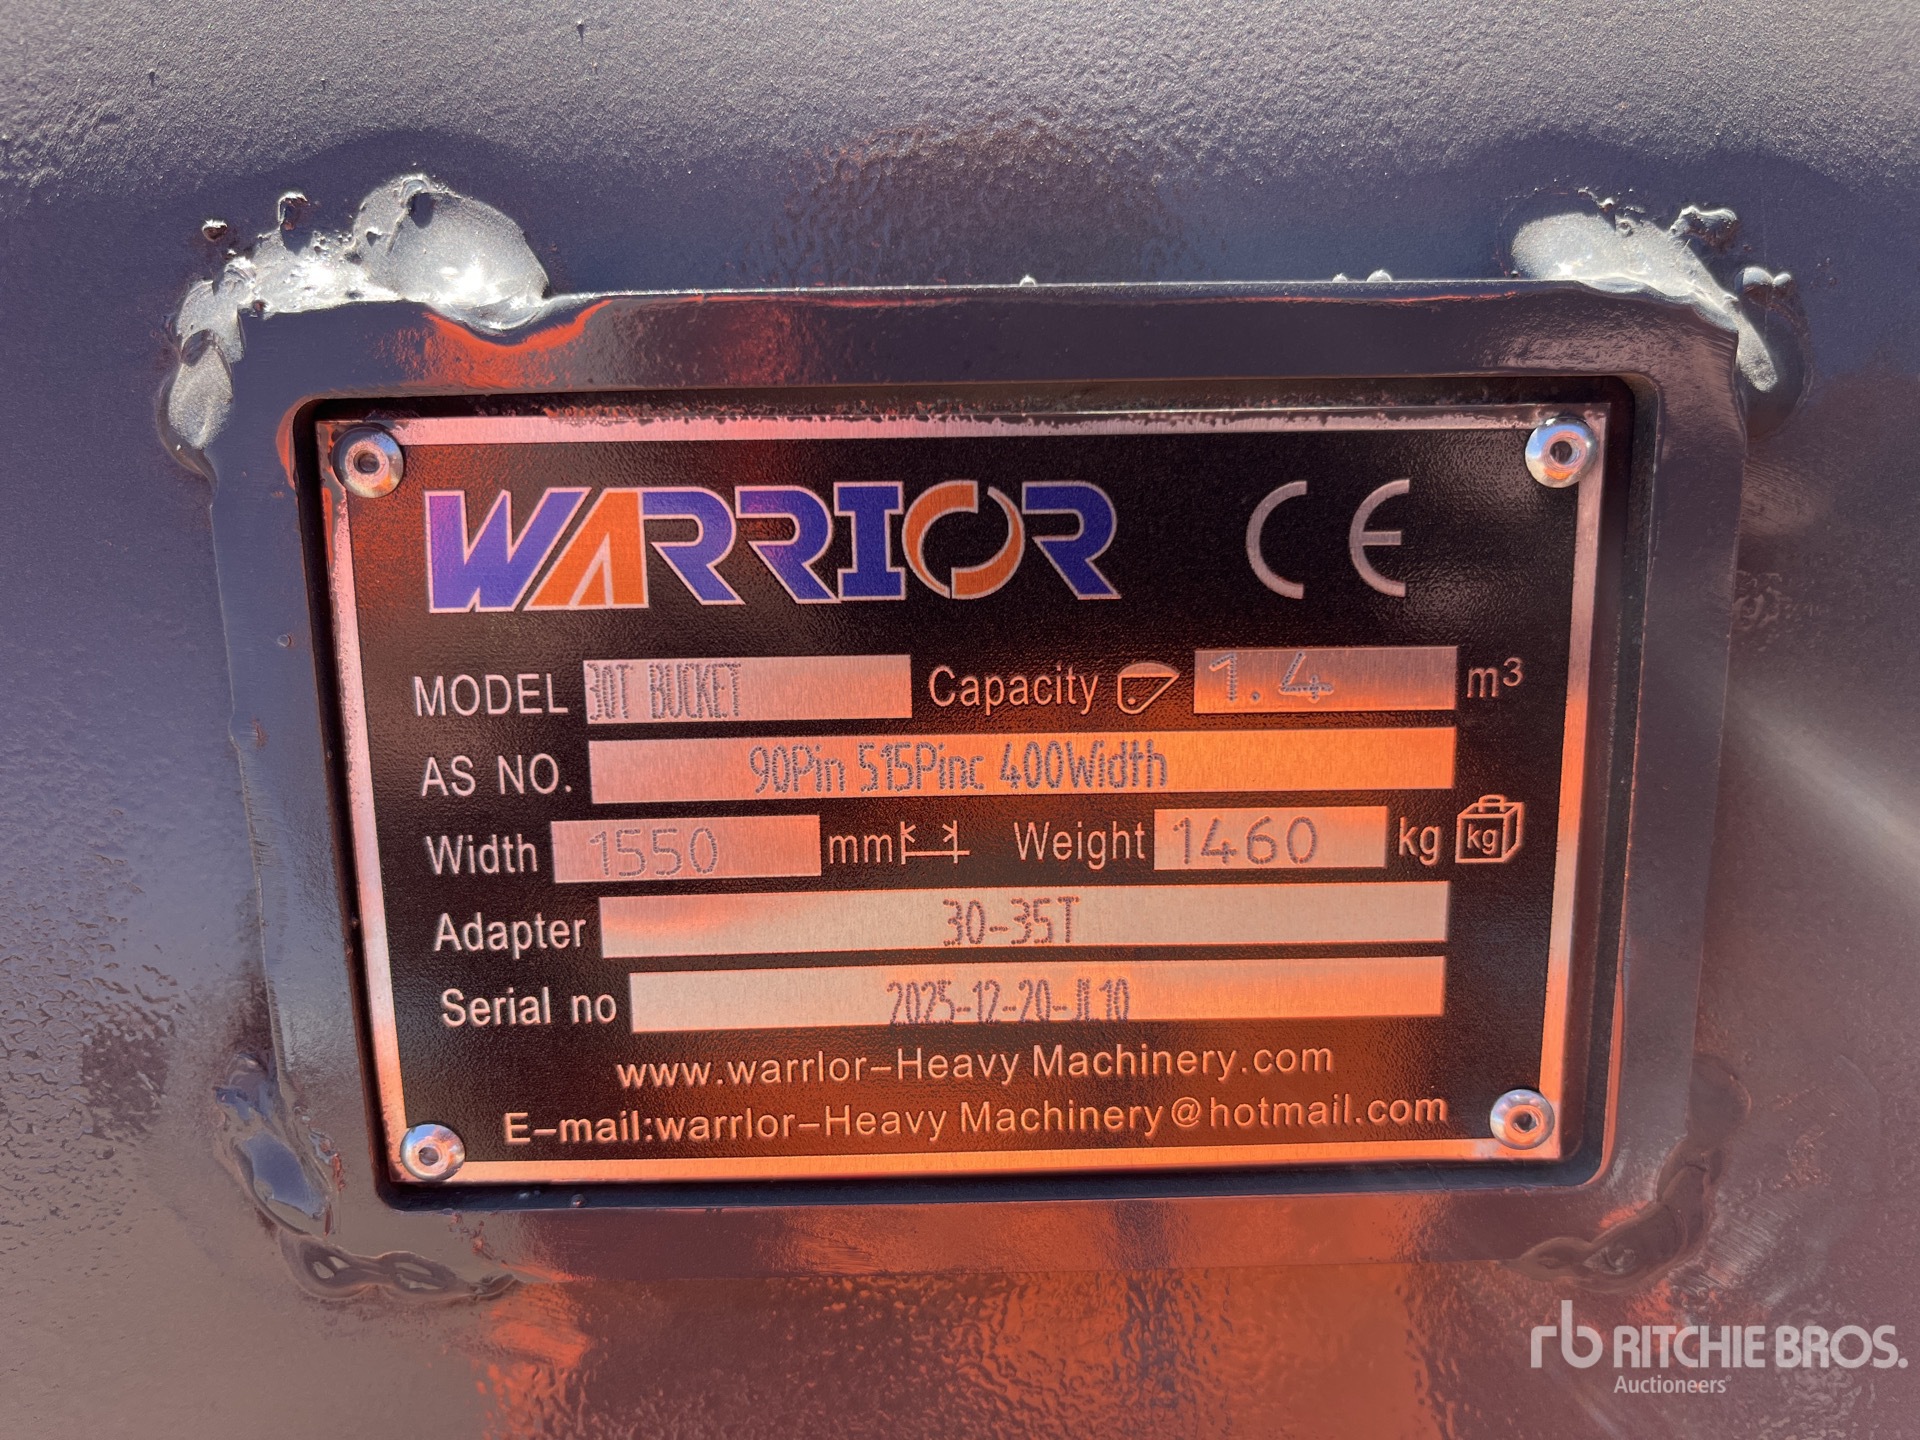 WARRIOR CE
MODEL 30T BUCKET Capacity 1.4 m³
AS NO. 90Pin 515Pinc 400Width
Width 1550 mm Weight 1460 kg kg
Adapter 30-35T
Serial no 2025-12-20-JL10
www.warrlor-Heavy Machinery.com
E-mail:warrlor-Heavy Machinery@hotmail.com
rb RITCHIE BROS.
Auctioneers